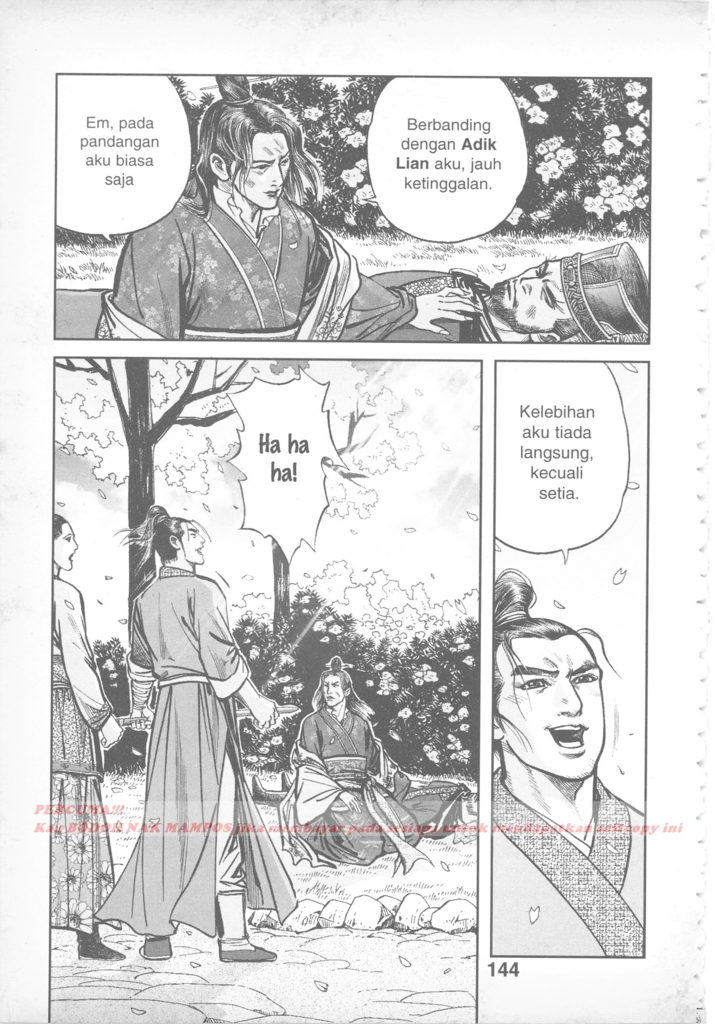 Em, pada
pandangan
aku biasa
saja
Berbanding
dengan Adik
Lian aku, jauh
ketinggalan.
Ha ha
ha!
Kelebihan
aku tiada
langsung,
kecuali
setia.
PERCUMA!!!
Kau BODOH NAK MAMPOS jika membayar pada sesiapa untuk mendapatkan softcopy ini
144